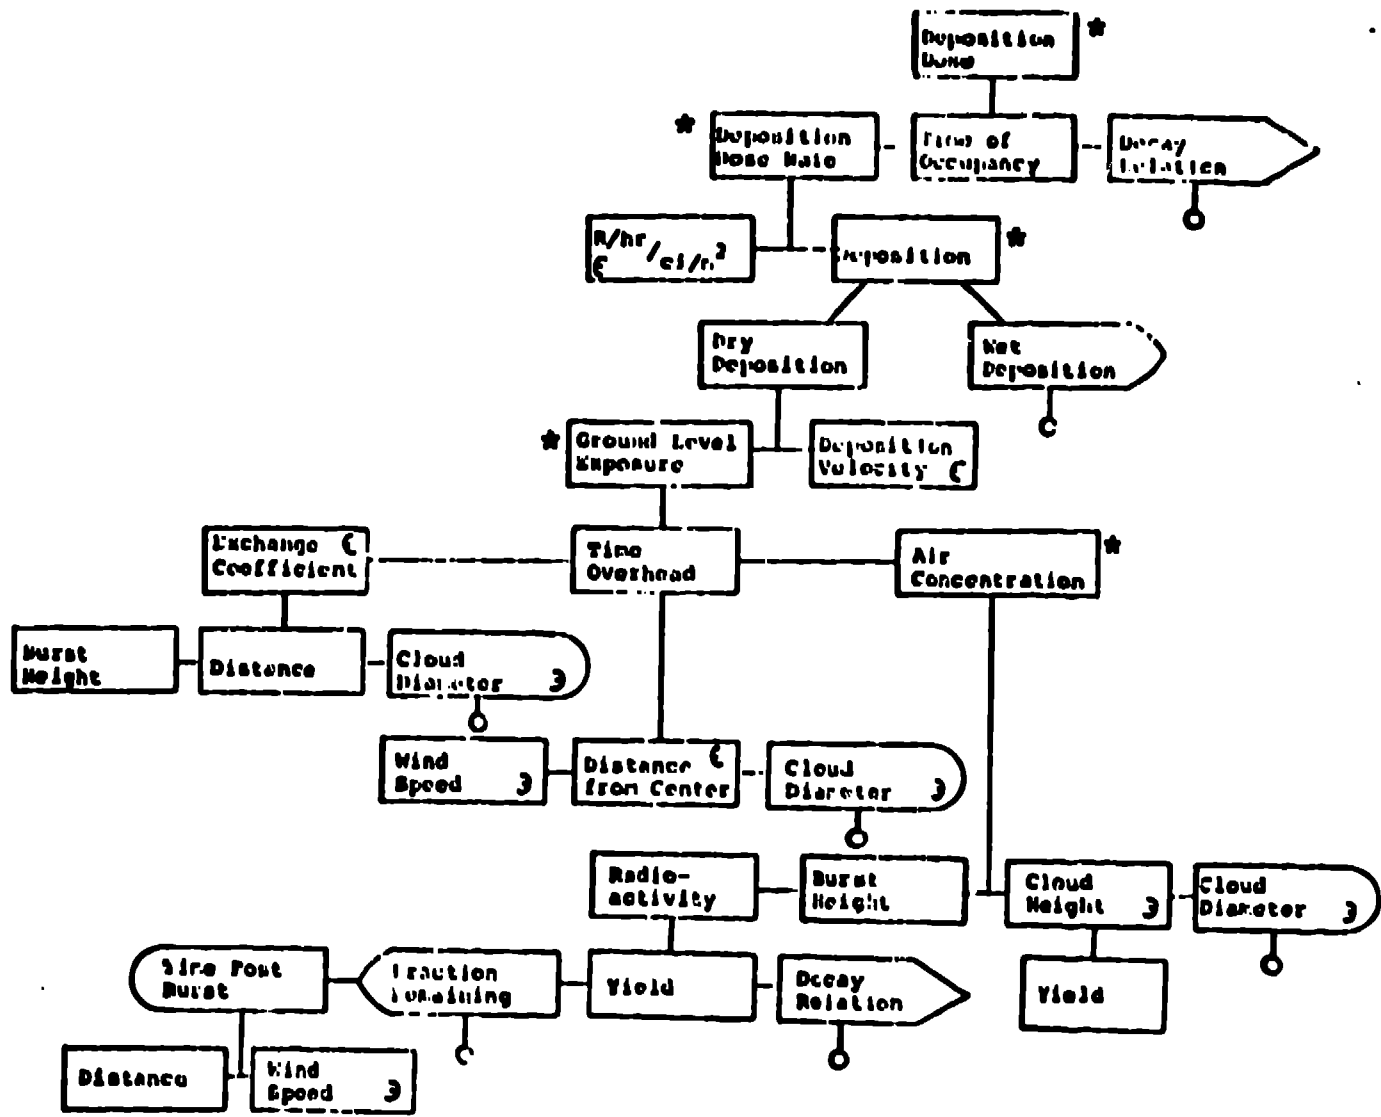 Deposition
Dose
Deposition
Dose Rate
Time of
Occupancy
Decay
Relation
R/hr/ci/m2
Deposition
Dry
Deposition
Wet
Deposition
Ground Level
Exposure
Deposition
Velocity
Exchange
Coefficient
Time
Overhead
Air
Concentration
Burst
Height
Distance
Cloud
Diameter
Wind
Speed
Distance
from Center
Cloud
Diameter
Radio-
activity
Burst
Height
Cloud
Height
Cloud
Diameter
Time Post
Burst
Fraction
Remaining
Yield
Decay
Relation
Yield
Distance
Wind
Speed